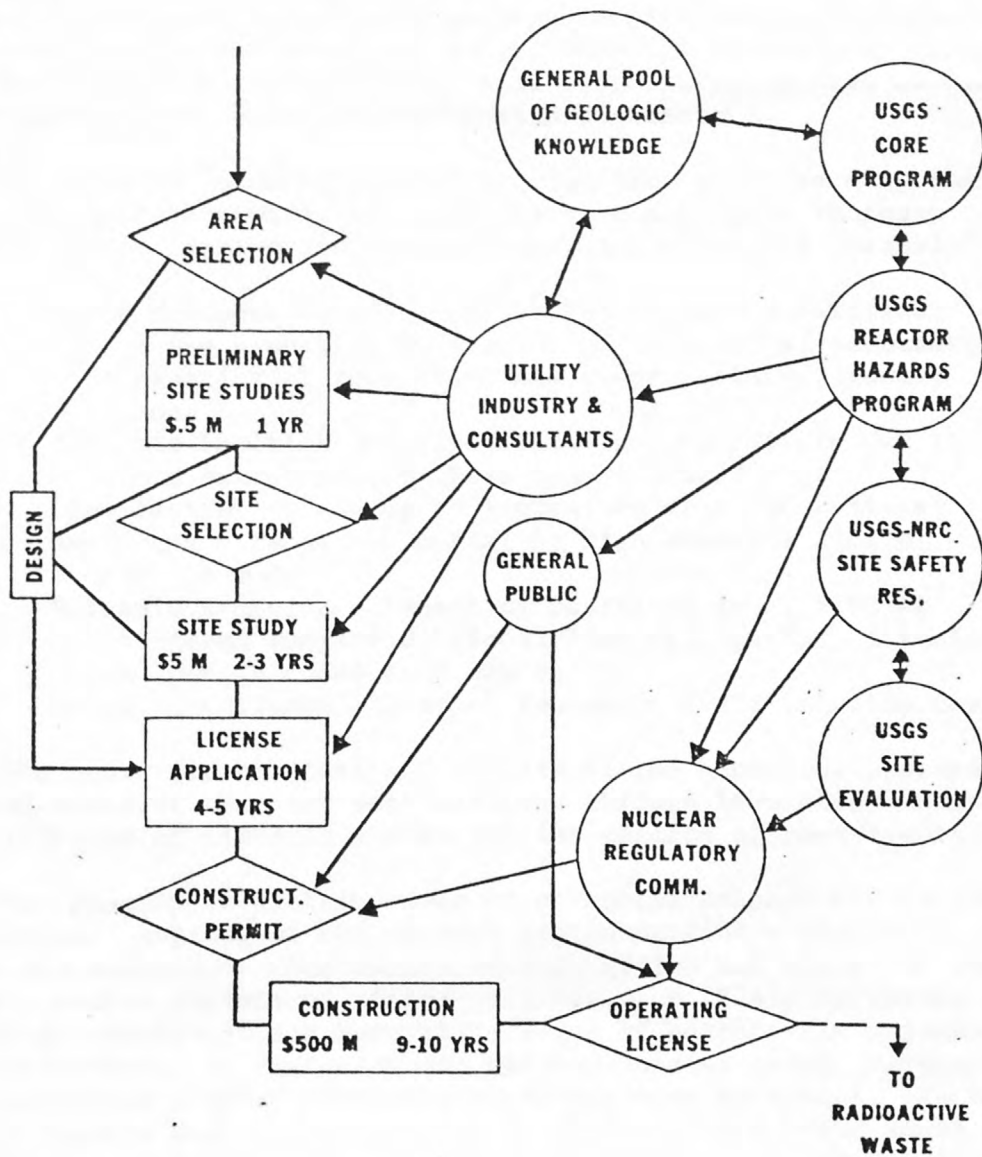 GENERAL POOL
OF GEOLOGIC
KNOWLEDGE
USGS
CORE
PROGRAM
AREA
SELECTION
USGS
REACTOR
HAZARDS
PROGRAM
PRELIMINARY
SITE STUDIES
$.5 M 1 YR
UTILITY
INDUSTRY &
CONSULTANTS
SITE
SELECTION
DESIGN
GENERAL
PUBLIC
USGS-NRC
SITE SAFETY
RES.
SITE STUDY
$5 M 2-3 YRS
LICENSE
APPLICATION
4-5 YRS
USGS
SITE
EVALUATION
NUCLEAR
REGULATORY
COMM.
CONSTRUCT.
PERMIT
CONSTRUCTION
$500 M 9-10 YRS
OPERATING
LICENSE
TO
RADIOACTIVE
WASTE